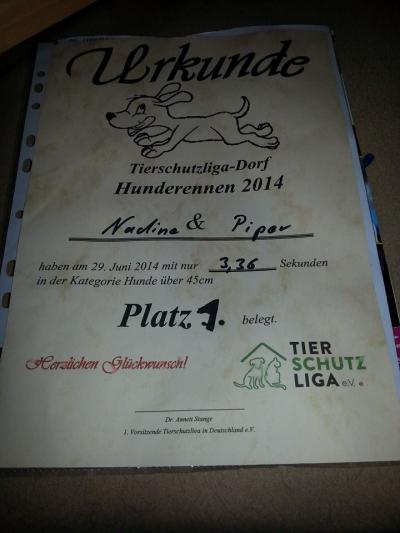 Urkunde
Tierschutzliga-Dorf
Hunderennen 2014
Nadine & Piper
haben am 29. Juni 2014 mit nur 3,36 Sekunden
in der Kategorie Hunde über 45cm
Platz 1. belegt.
Herzlichen Glückwunsch!
TIER
SCHUTZ
LIGA e.V.
Dr. Annett Stange
1. Vorsitzende Tierschutzliga in Deutschland e.V.